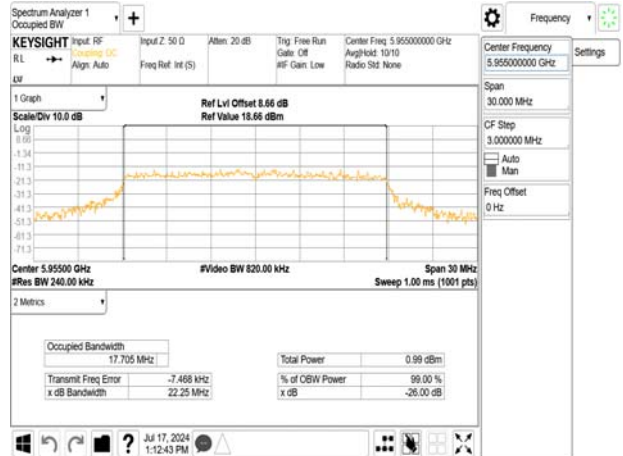 Spectrum Analyzer 1
Occupied BW
KEYSIGHT
RL
Input: RF
Coupling: DC
Align: Auto
Input Z: 50 Ω
Freq Ref: Int (S)
Atten: 20 dB
Trig: Free Run
Gate: Off
#IF Gain: Low
Center Freq: 5.955000000 GHz
Avg|Hold: 10/10
Radio Std: None
1 Graph
Scale/Div 10.0 dB
Ref Lvl Offset 8.66 dB
Ref Value 18.66 dBm
Log
8.66
-1.34
-11.3
-21.3
-31.3
-41.3
-51.3
-61.3
-71.3
Center 5.95500 GHz
#Res BW 240.00 kHz
#Video BW 820.00 kHz
Span 30 MHz
Sweep 1.00 ms (1001 pts)
2 Metrics
Occupied Bandwidth
17.705 MHz
Transmit Freq Error -7.468 kHz
x dB Bandwidth 22.25 MHz
Total Power 0.99 dBm
% of OBW Power 99.00 %
x dB -26.00 dB
Jul 17, 2024
1:12:43 PM
Frequency
Settings
Center Frequency
5.955000000 GHz
Span
30.000 MHz
CF Step
3.000000 MHz
Auto
Man
Freq Offset
0 Hz